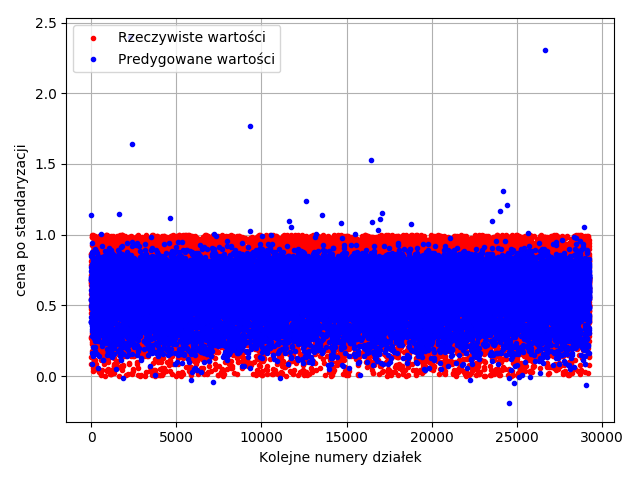 2.5
2.0
1.5
1.0
0.5
0.0
cena po standaryzacji
Rzeczywiste wartości
Predygowane wartości
0 5000 10000 15000 20000 25000 30000
Kolejne numery działek